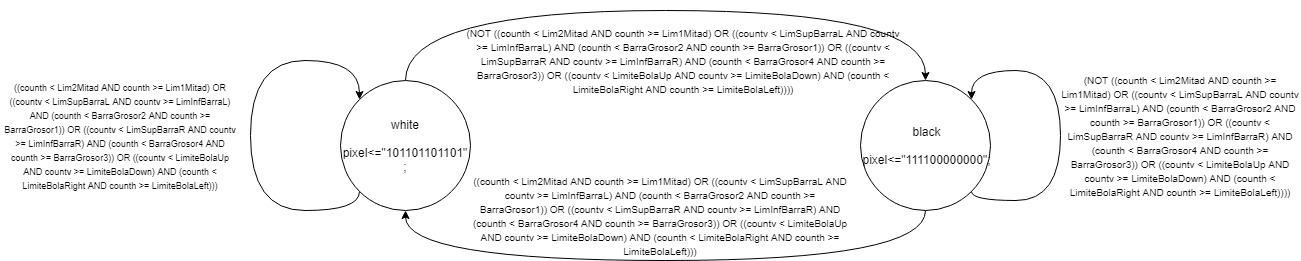 (NOT ((counth < Lim2Mitad AND counth >= Lim1Mitad) OR ((countv < LimSupBarraL AND countv
>= LimInfBarraL) AND (counth < BarraGrosor2 AND counth >= BarraGrosor1)) OR ((countv <
LimSupBarraR AND countv >= LimInfBarraR) AND (counth < BarraGrosor4 AND counth >=
BarraGrosor3)) OR ((countv < LimiteBolaUp AND countv >= LimiteBolaDown) AND (counth <
LimiteBolaRight AND counth >= LimiteBolaLeft))))
((counth < Lim2Mitad AND counth >= Lim1Mitad) OR
((countv < LimSupBarraL AND countv >= LimInfBarraL)
AND (counth < BarraGrosor2 AND counth >=
BarraGrosor1)) OR ((countv < LimSupBarraR AND countv
>= LimInfBarraR) AND (counth < BarraGrosor4 AND
counth >= BarraGrosor3)) OR ((countv < LimiteBolaUp
AND countv >= LimiteBolaDown) AND (counth <
LimiteBolaRight AND counth >= LimiteBolaLeft)))
white
pixel<="101101101101"
;
black
pixel<="111100000000";
(NOT ((counth < Lim2Mitad AND counth >=
Lim1Mitad) OR ((countv < LimSupBarraL AND countv
>= LimInfBarraL) AND (counth < BarraGrosor2 AND
counth >= BarraGrosor1)) OR ((countv <
LimSupBarraR AND countv >= LimInfBarraR) AND
(counth < BarraGrosor4 AND counth >=
BarraGrosor3)) OR ((countv < LimiteBolaUp AND
countv >= LimiteBolaDown) AND (counth <
LimiteBolaRight AND counth >= LimiteBolaLeft))))
((counth < Lim2Mitad AND counth >= Lim1Mitad) OR ((countv < LimSupBarraL AND
countv >= LimInfBarraL) AND (counth < BarraGrosor2 AND counth >=
BarraGrosor1)) OR ((countv < LimSupBarraR AND countv >= LimInfBarraR) AND
(counth < BarraGrosor4 AND counth >= BarraGrosor3)) OR ((countv < LimiteBolaUp
AND countv >= LimiteBolaDown) AND (counth < LimiteBolaRight AND counth >=
LimiteBolaLeft)))